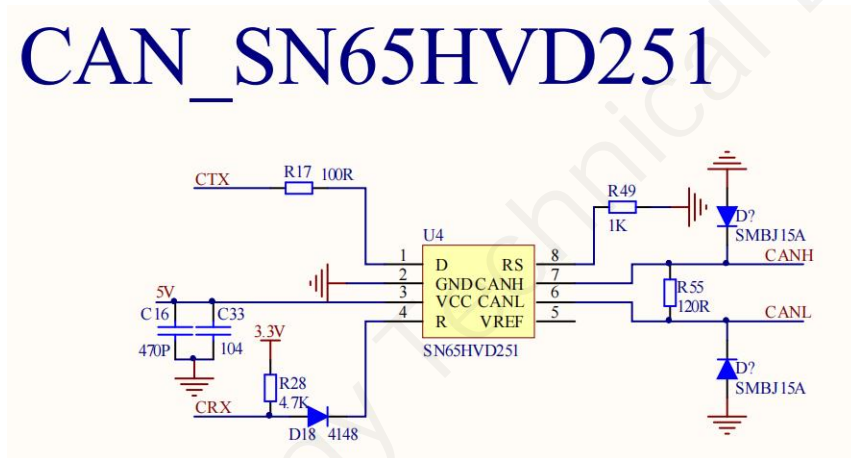 CAN_SN65HVD251
CTX
R17 100R
R49
1K
D?
SMBJ15A
U4
1 D RS 8
2 GND CANH 7
3 VCC CANL 6
4 R VREF 5
SN65HVD251
CANH
R55
120R
CANL
5V
C16 C33
470P 104
3.3V
R28
4.7K
CRX
D18 4148
D?
SMBJ15A